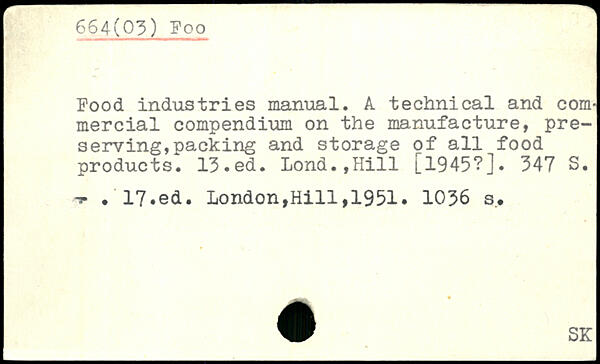 664(03) Foo
Food industries manual. A technical and com-
mercial compendium on the manufacture, pre-
serving,packing and storage of all food
products. 13.ed. Lond.,Hill [1945?]. 347 S.
- . 17.ed. London,Hill,1951. 1036 s.
SK